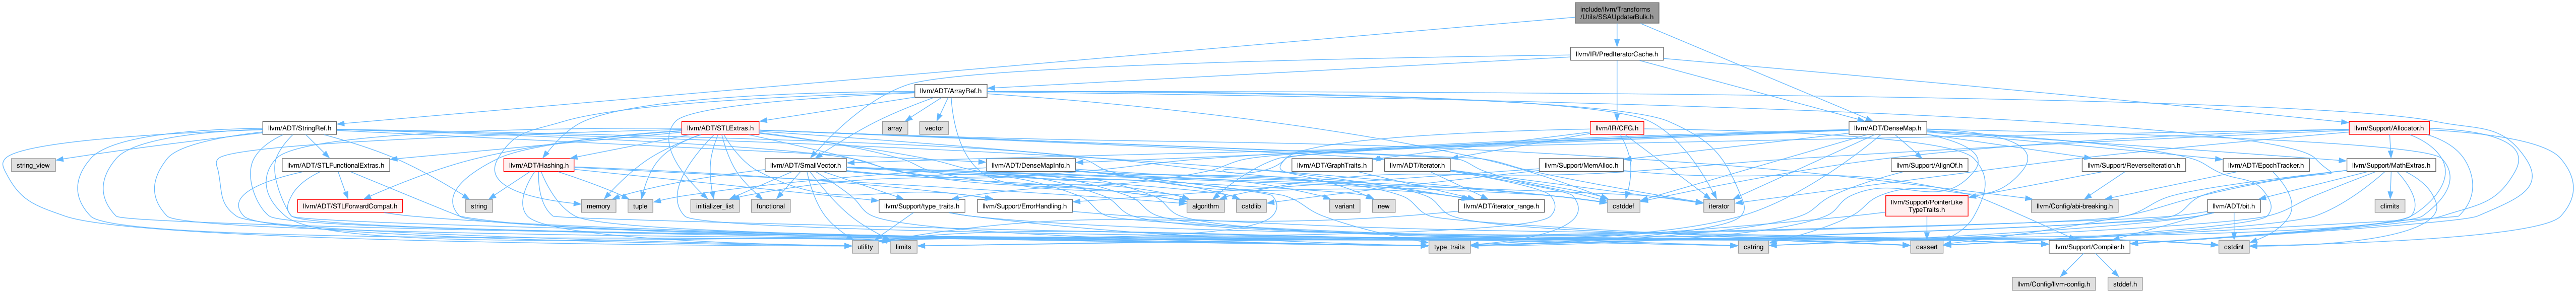 include/llvm/Transforms
/Utils/SSAUpdaterBulk.h
llvm/IR/PredIteratorCache.h
llvm/ADT/ArrayRef.h
llvm/ADT/StringRef.h
llvm/ADT/STLExtras.h
array
vector
llvm/IR/CFG.h
llvm/ADT/DenseMap.h
llvm/Support/Allocator.h
string_view
llvm/ADT/STLFunctionalExtras.h
llvm/ADT/Hashing.h
llvm/ADT/SmallVector.h
llvm/ADT/DenseMapInfo.h
llvm/ADT/GraphTraits.h
llvm/ADT/iterator.h
llvm/Support/MemAlloc.h
llvm/Support/AlignOf.h
llvm/Support/ReverseIteration.h
llvm/ADT/EpochTracker.h
llvm/Support/MathExtras.h
llvm/ADT/STLForwardCompat.h
string
memory
tuple
initializer_list
functional
llvm/Support/type_traits.h
llvm/Support/ErrorHandling.h
algorithm
cstdlib
variant
new
llvm/ADT/iterator_range.h
cstddef
iterator
llvm/Support/PointerLike
TypeTraits.h
llvm/Config/abi-breaking.h
llvm/ADT/bit.h
climits
utility
limits
type_traits
cstring
cassert
llvm/Support/Compiler.h
cstdint
llvm/Config/llvm-config.h
stddef.h